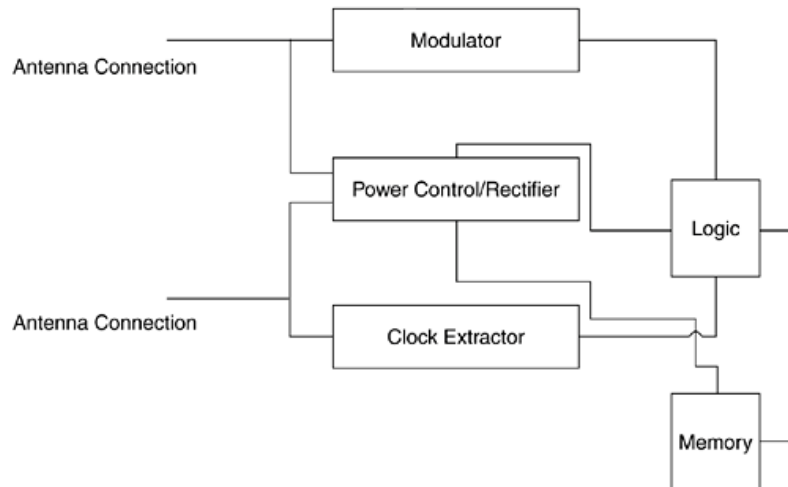 Modulator
Antenna Connection
Power Control/Rectifier
Logic
Antenna Connection
Clock Extractor
Memory